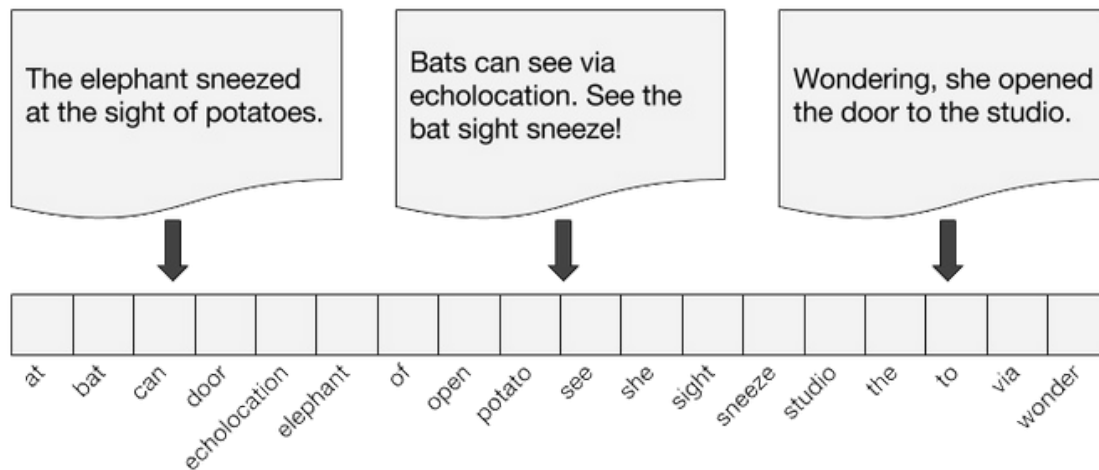 The elephant sneezed
at the sight of potatoes.
Bats can see via
echolocation. See the
bat sight sneeze!
Wondering, she opened
the door to the studio.
at
bat
can
door
echolocation
elephant
of
open
potato
see
she
sight
sneeze
studio
the
to
via
wonder